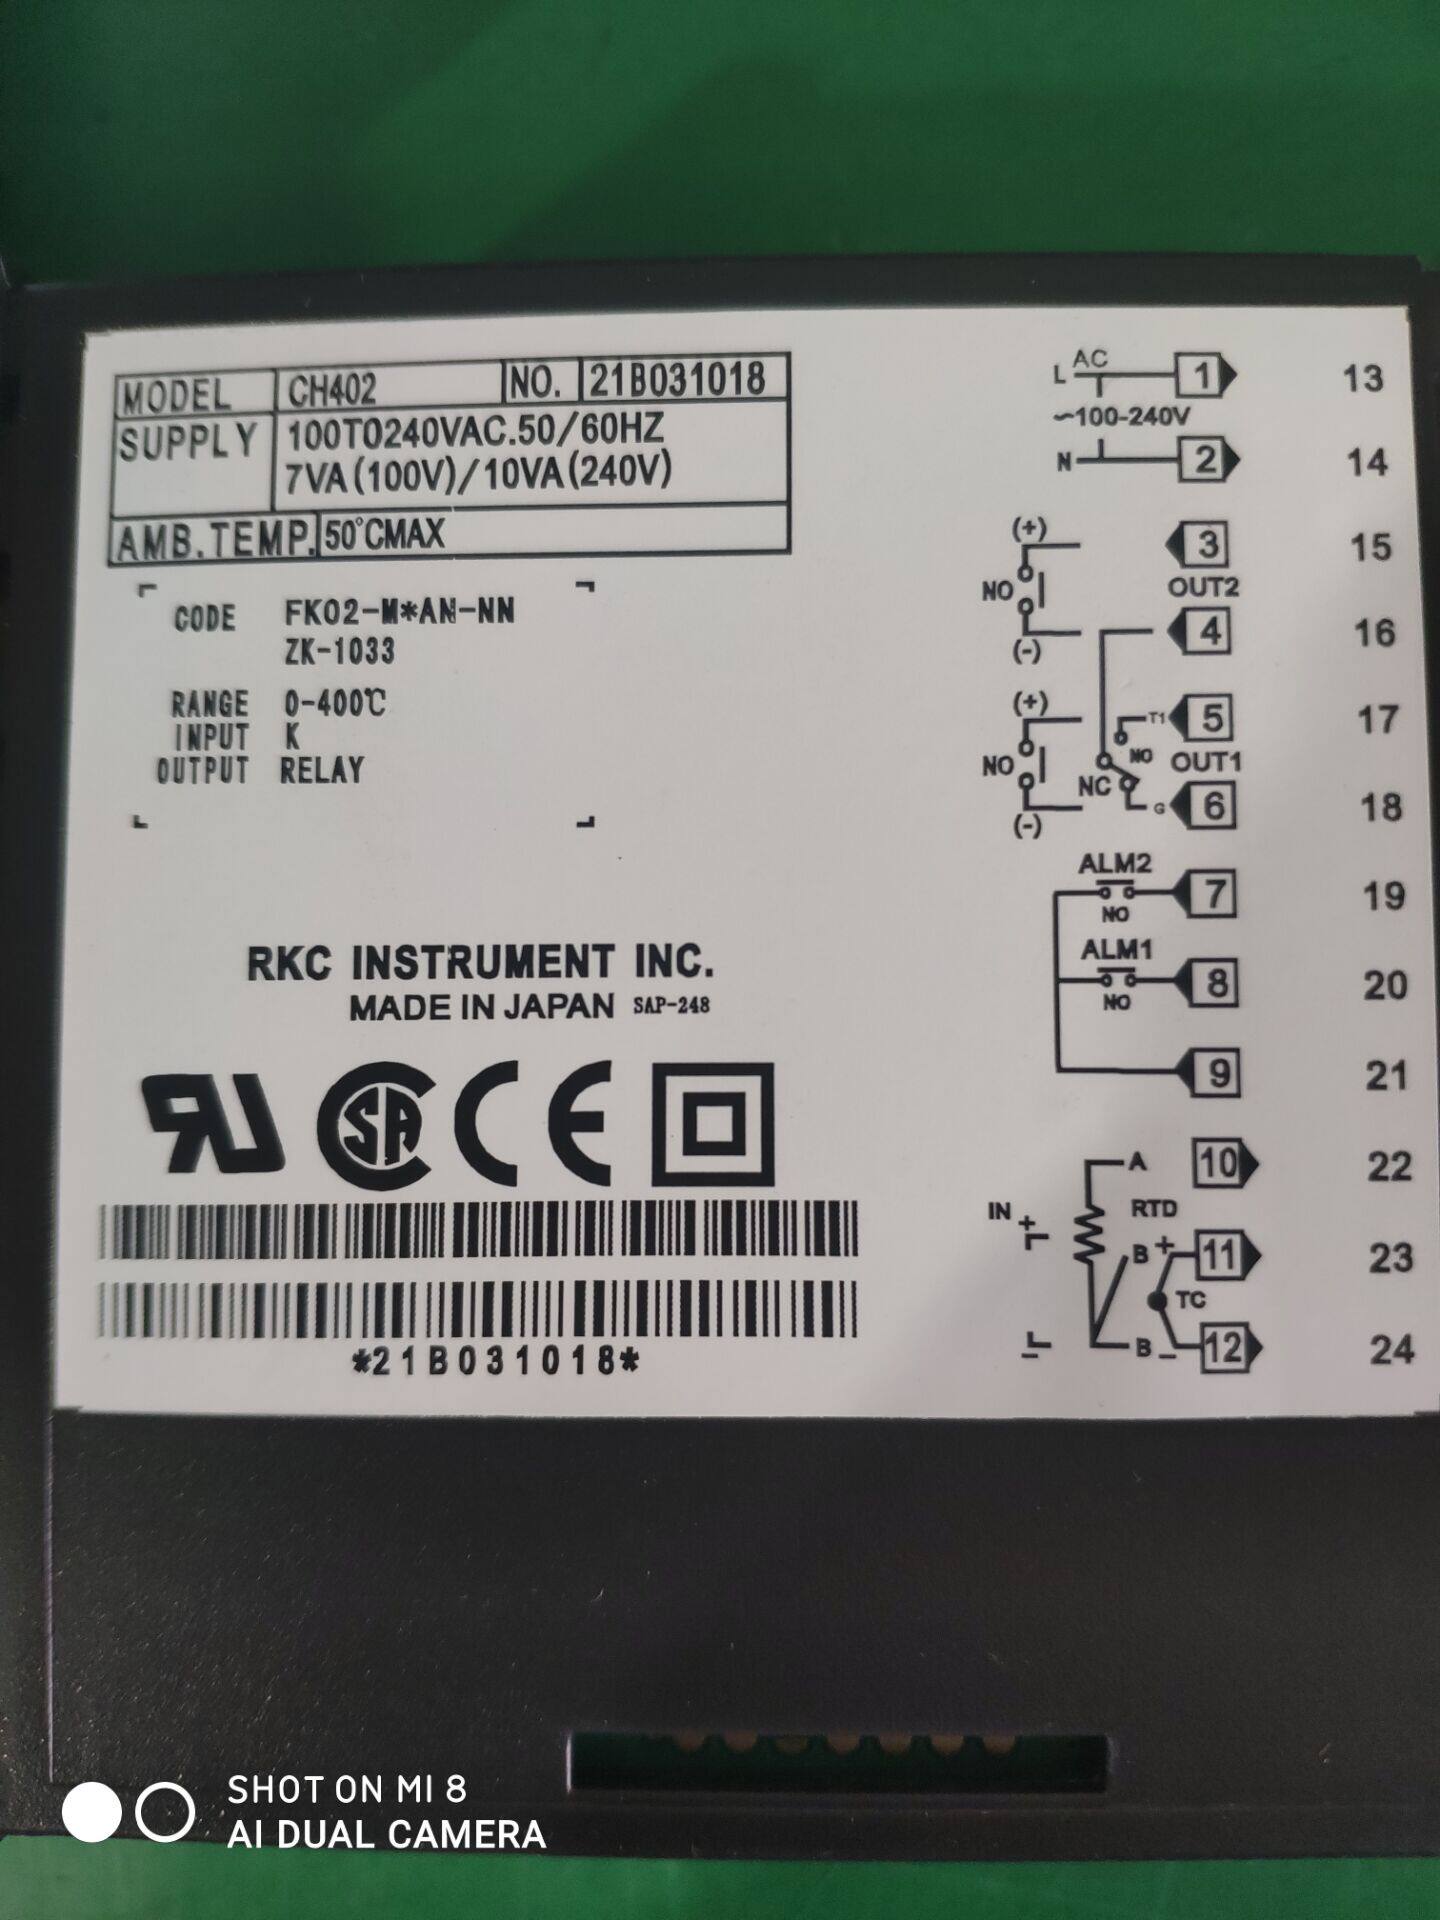 MODEL CH402 NO. 21B031018
SUPPLY 100TO240VAC.50/60HZ
7VA(100V)/10VA(240V)
AMB.TEMP. 50°CMAX
CODE FK02-M*AN-NN
ZK-1033
RANGE 0-400℃
INPUT K
OUTPUT RELAY
RKC INSTRUMENT INC.
MADE IN JAPAN SAP-248
*21B031018*
L AC 1 13
~100-240V
N 2 14
(+) 3 15
NO OUT2
(-) 4 16
(+) T1 5 17
NO NC NO OUT1
(-) G 6 18
ALM2 7 19
NO
ALM1 8 20
NO
9 21
A 10 22
IN + RTD
B + 11 23
TC
- B - 12 24
SHOT ON MI 8
AI DUAL CAMERA